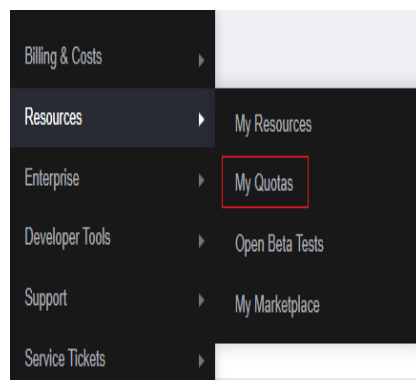 Billing & Costs
Resources
Enterprise
Developer Tools
Support
Service Tickets
My Resources
My Quotas
Open Beta Tests
My Marketplace